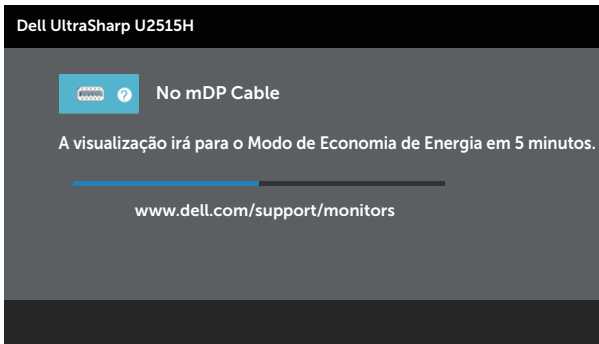 Dell UltraSharp U2515H
No mDP Cable
A visualização irá para o Modo de Economia de Energia em 5 minutos.
www.dell.com/support/monitors